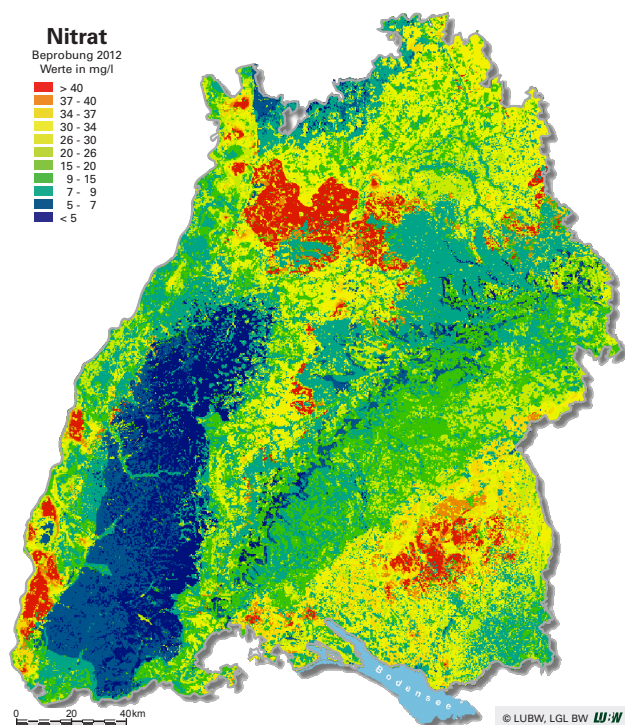 Nitrat
Beprobung 2012
Werte in mg/l
> 40
37 - 40
34 - 37
30 - 34
26 - 30
20 - 26
15 - 20
9 - 15
7 - 9
5 - 7
< 5
Bodensee
0 20 40km
© LUBW, LGL BW LUBW